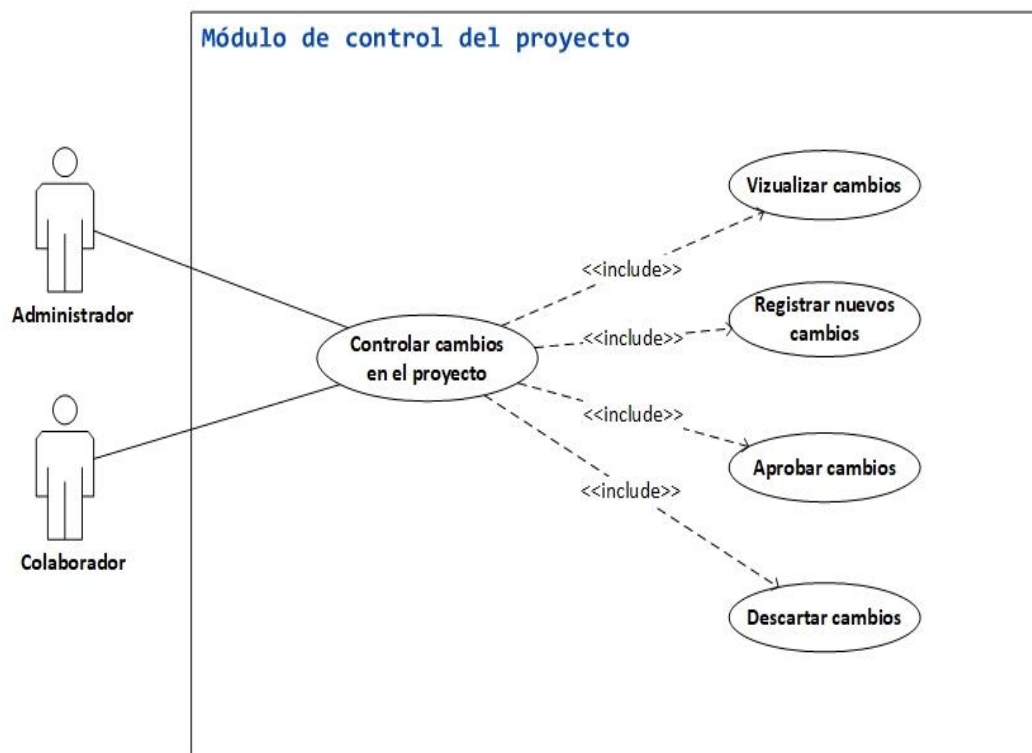 Módulo de control del proyecto
Vizualizar cambios
<<include>>
Registrar nuevos
cambios
<<include>>
Administrador
Controlar cambios
en el proyecto
<<include>>
Aprobar cambios
<<include>>
Colaborador
Descartar cambios